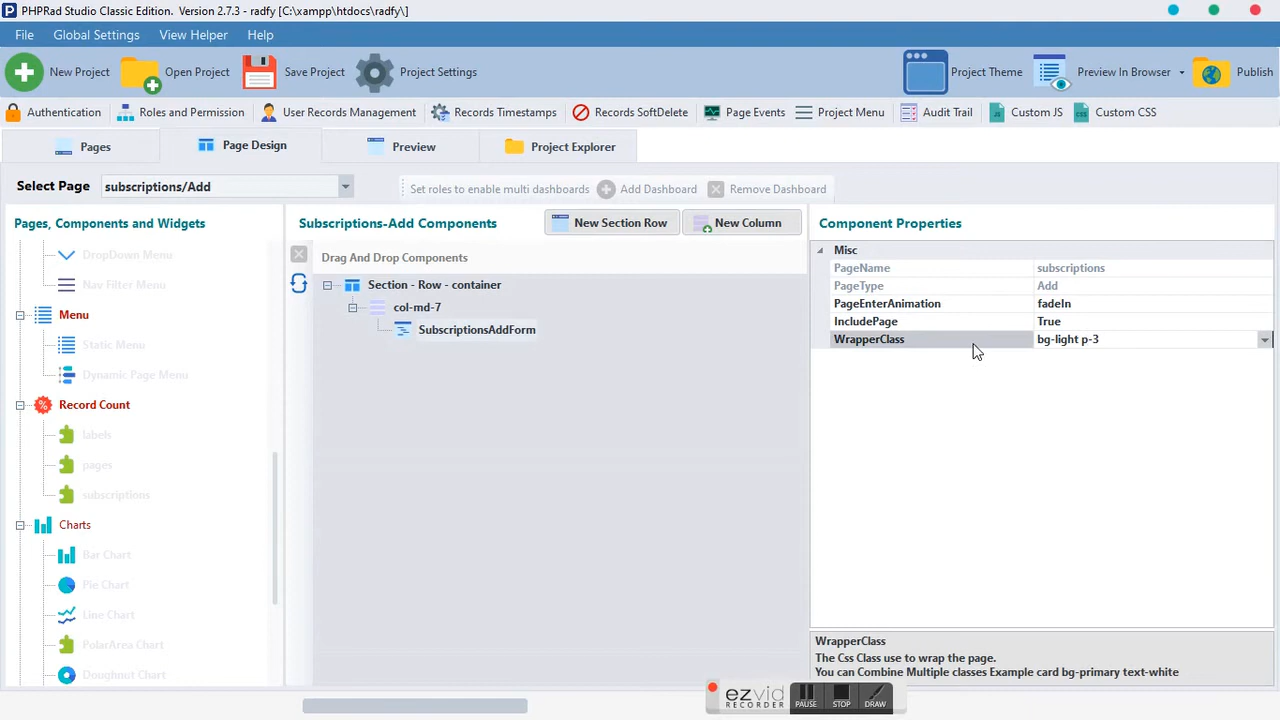 PHPRad Studio Classic Edition.  Version 2.7.3 - radfy [C:\xampp\htdocs\radfy\]
File Global Settings View Helper Help
New Project Open Project Save Project Project Settings Project Theme Preview In Browser Publish
Authentication Roles and Permission User Records Management Records Timestamps Records SoftDelete Page Events Project Menu Audit Trail Custom JS Custom CSS
Pages Page Design Preview Project Explorer
Select Page subscriptions/Add Set roles to enable multi dashboards Add Dashboard Remove Dashboard
Pages, Components and Widgets
DropDown Menu
Nav Filter Menu
Menu
Static Menu
Dynamic Page Menu
Record Count
labels
pages
subscriptions
Charts
Bar Chart
Pie Chart
Line Chart
PolarArea Chart
Doughnut Chart
Subscriptions-Add Components New Section Row New Column
Drag And Drop Components
Section - Row - container
col-md-7
SubscriptionsAddForm
Component Properties
Misc
PageName subscriptions
PageType Add
PageEnterAnimation fadeIn
IncludePage True
WrapperClass bg-light p-3
WrapperClass
The Css Class use to wrap the page.
You can Combine Multiple classes Example card bg-primary text-white
ezvid
RECORDER PAUSE STOP DRAW